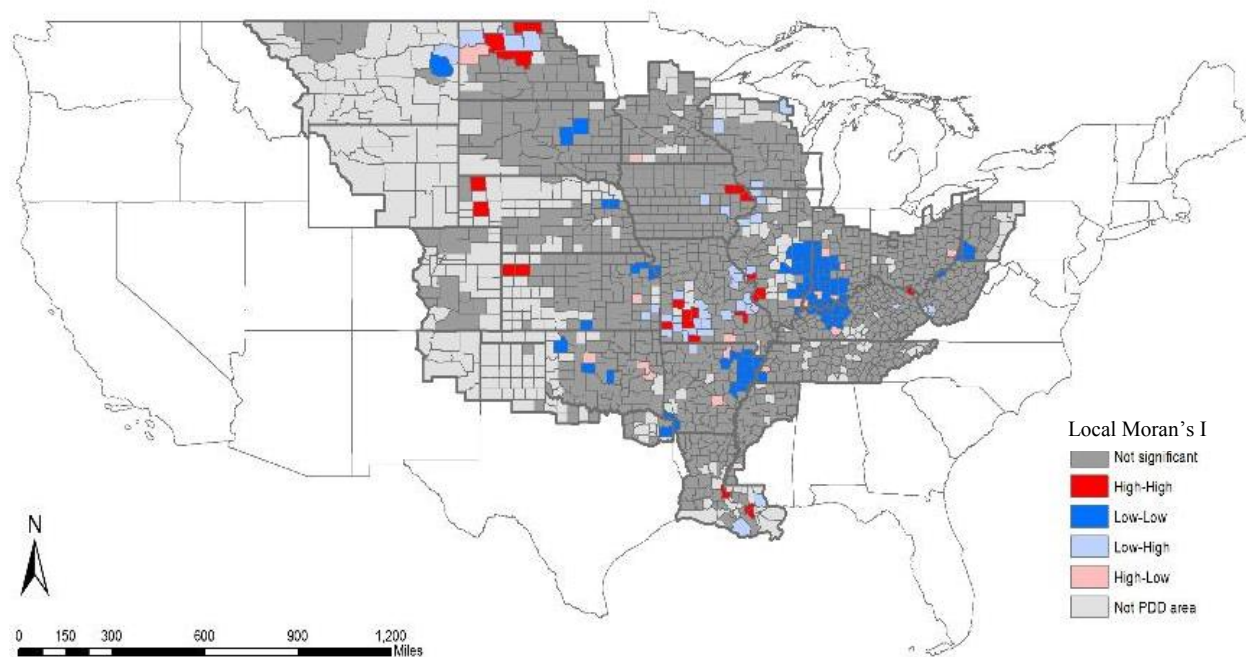 Local Moran's I
Not significant
High-High
Low-Low
Low-High
High-Low
Not PDD area
N
0 150 300 600 900 1,200
Miles